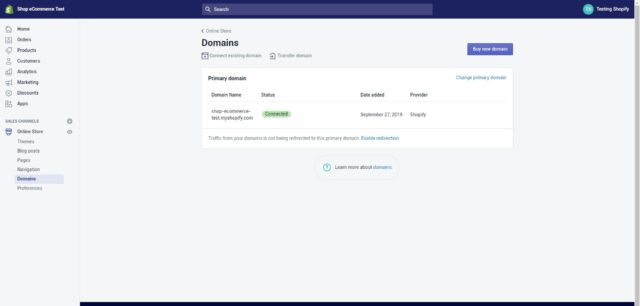 Shop eCommerce Test
Search
Testing Shopify
Home
Orders
Products
Customers
Analytics
Marketing
Discounts
Apps
SALES CHANNELS
Online Store
Themes
Blog posts
Pages
Navigation
Domains
Preferences
Online Store
Domains
Connect existing domain
Transfer domain
Buy new domain
Primary domain
Change primary domain
Domain Name Status Date added Provider
shop-ecommerce-
test.myshopify.com
Connected
September 27, 2019
Shopify
Traffic from your domains is not being redirected to this primary domain. Enable redirection
Learn more about domains.